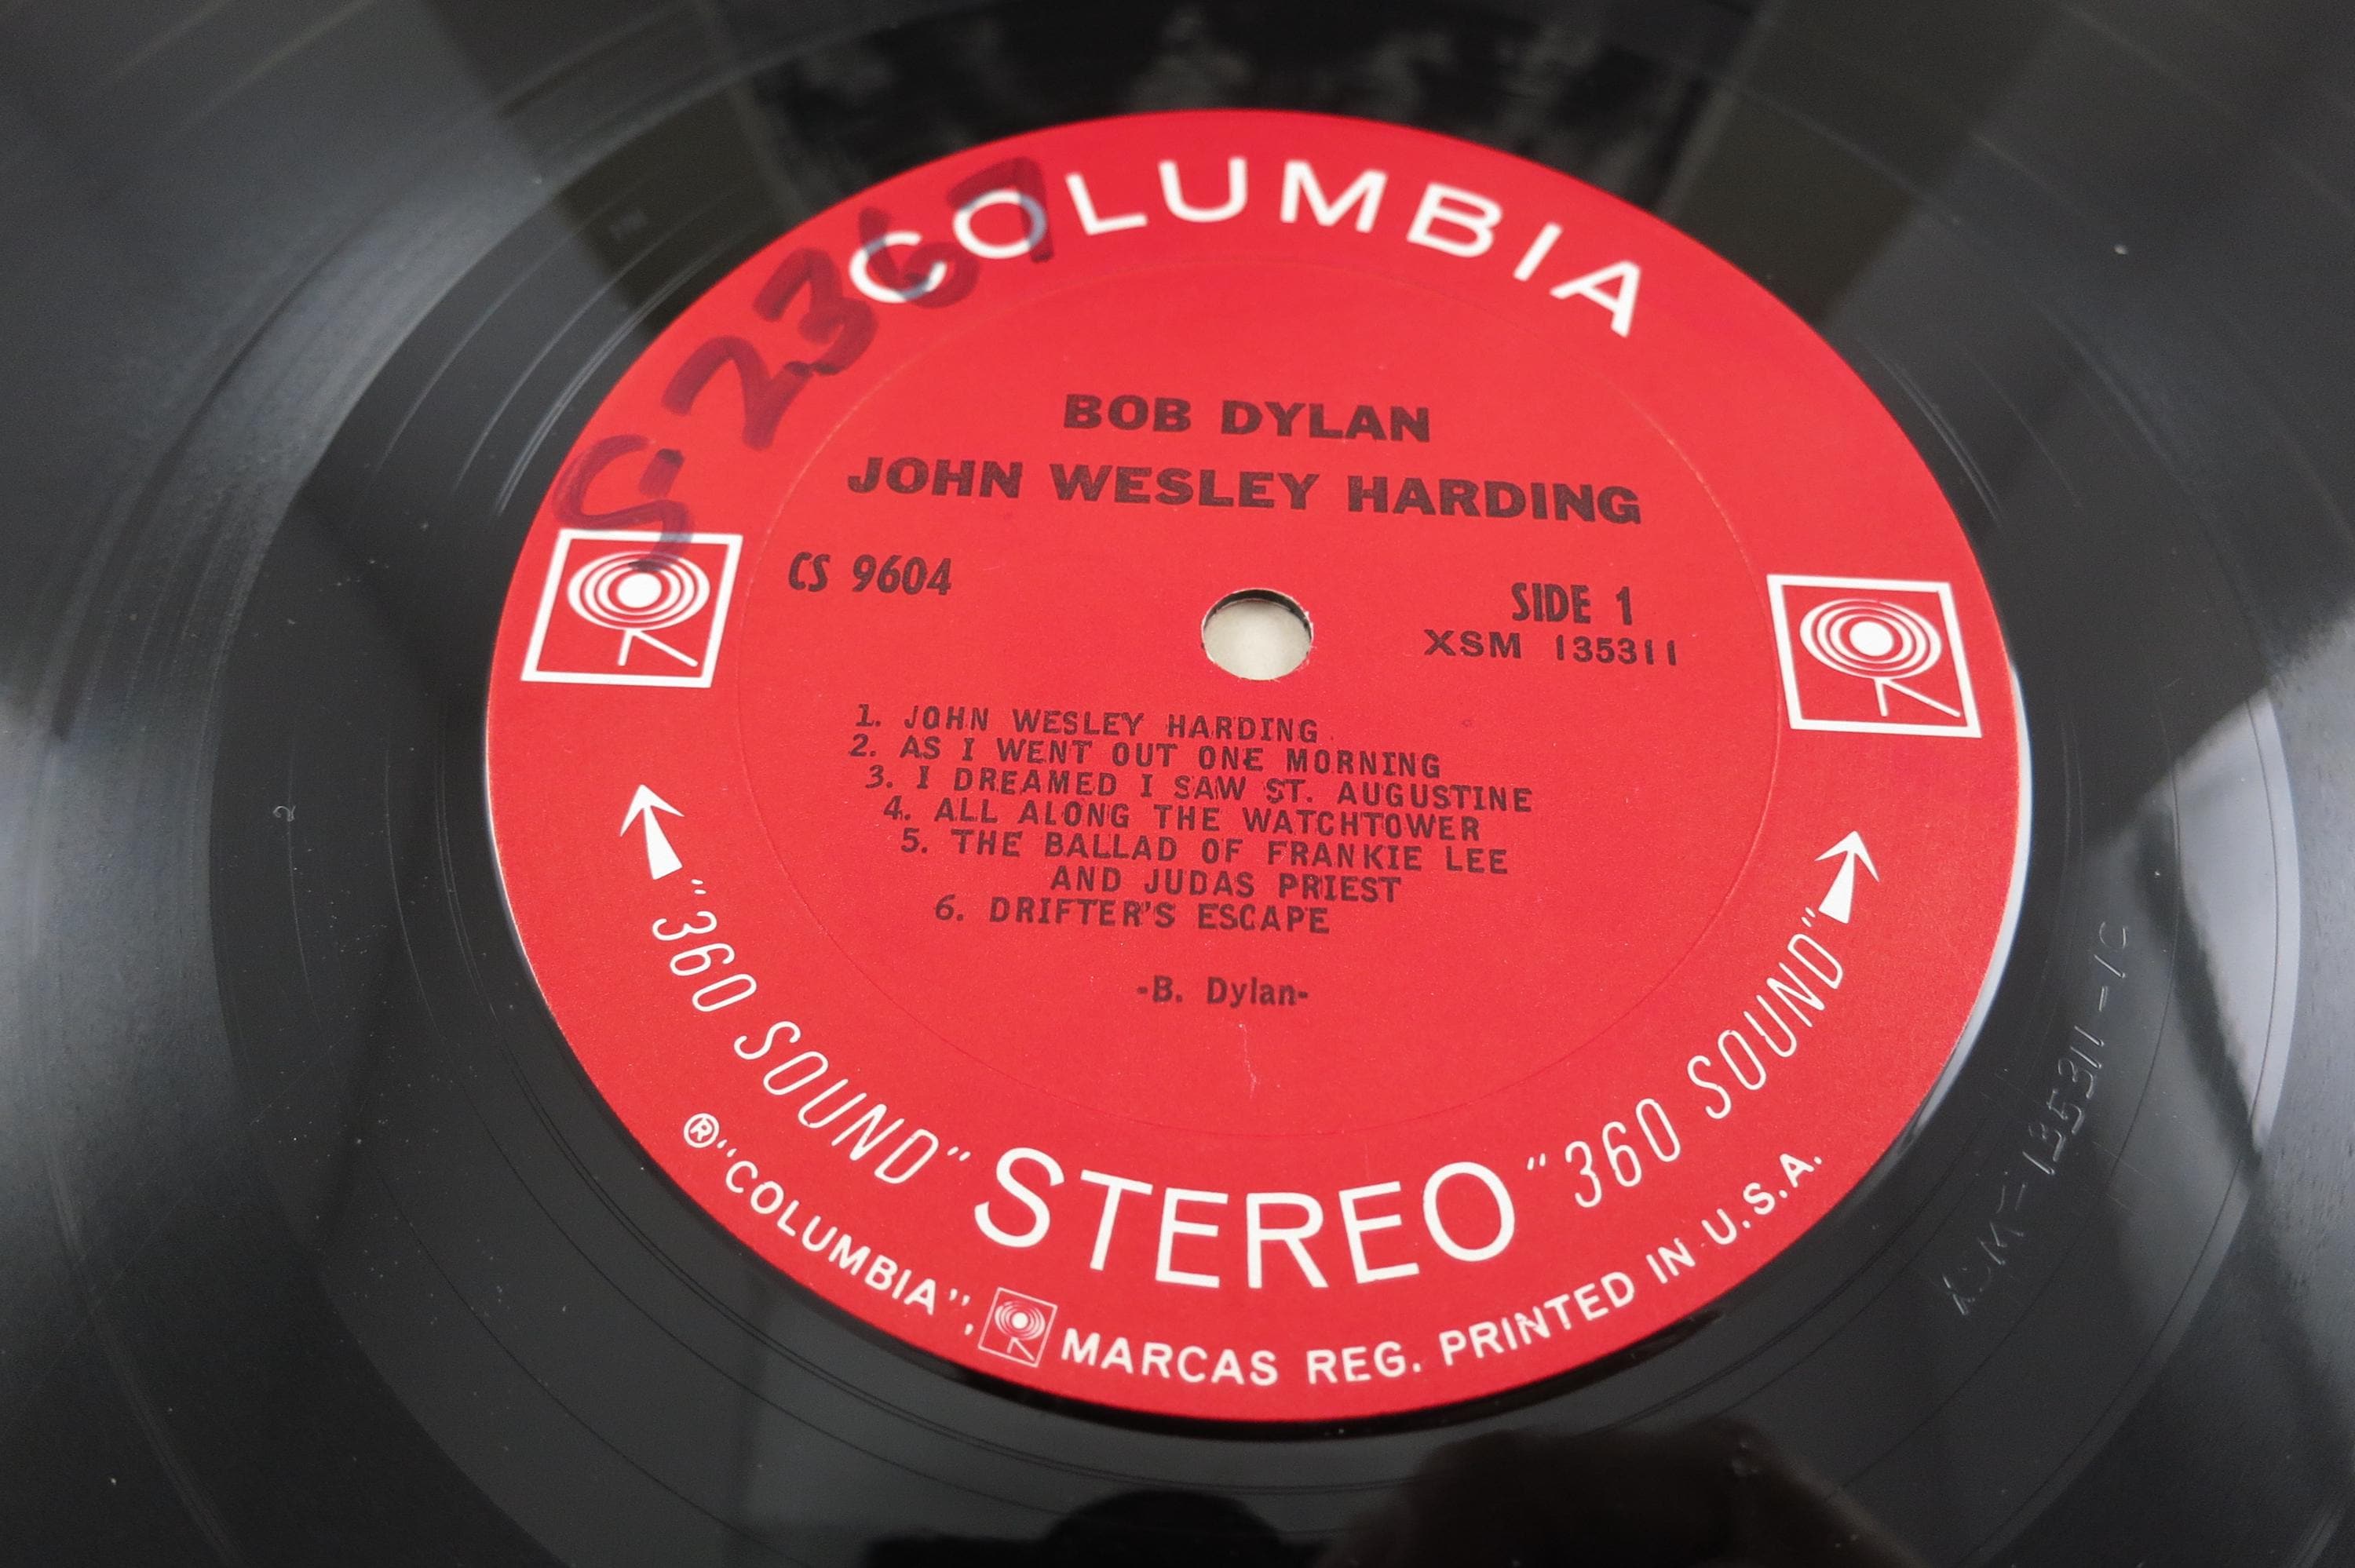 S 2367
COLUMBIA
BOB DYLAN
JOHN WESLEY HARDING
CS 9604
SIDE 1
XSM 135311
1. JOHN WESLEY HARDING
2. AS I WENT OUT ONE MORNING
3. I DREAMED I SAW ST. AUGUSTINE
4. ALL ALONG THE WATCHTOWER
5. THE BALLAD OF FRANKIE LEE
AND JUDAS PRIEST
6. DRIFTER'S ESCAPE
-B. Dylan-
"360 SOUND" STEREO "360 SOUND"
® "COLUMBIA", MARCAS REG. PRINTED IN U.S.A.
2